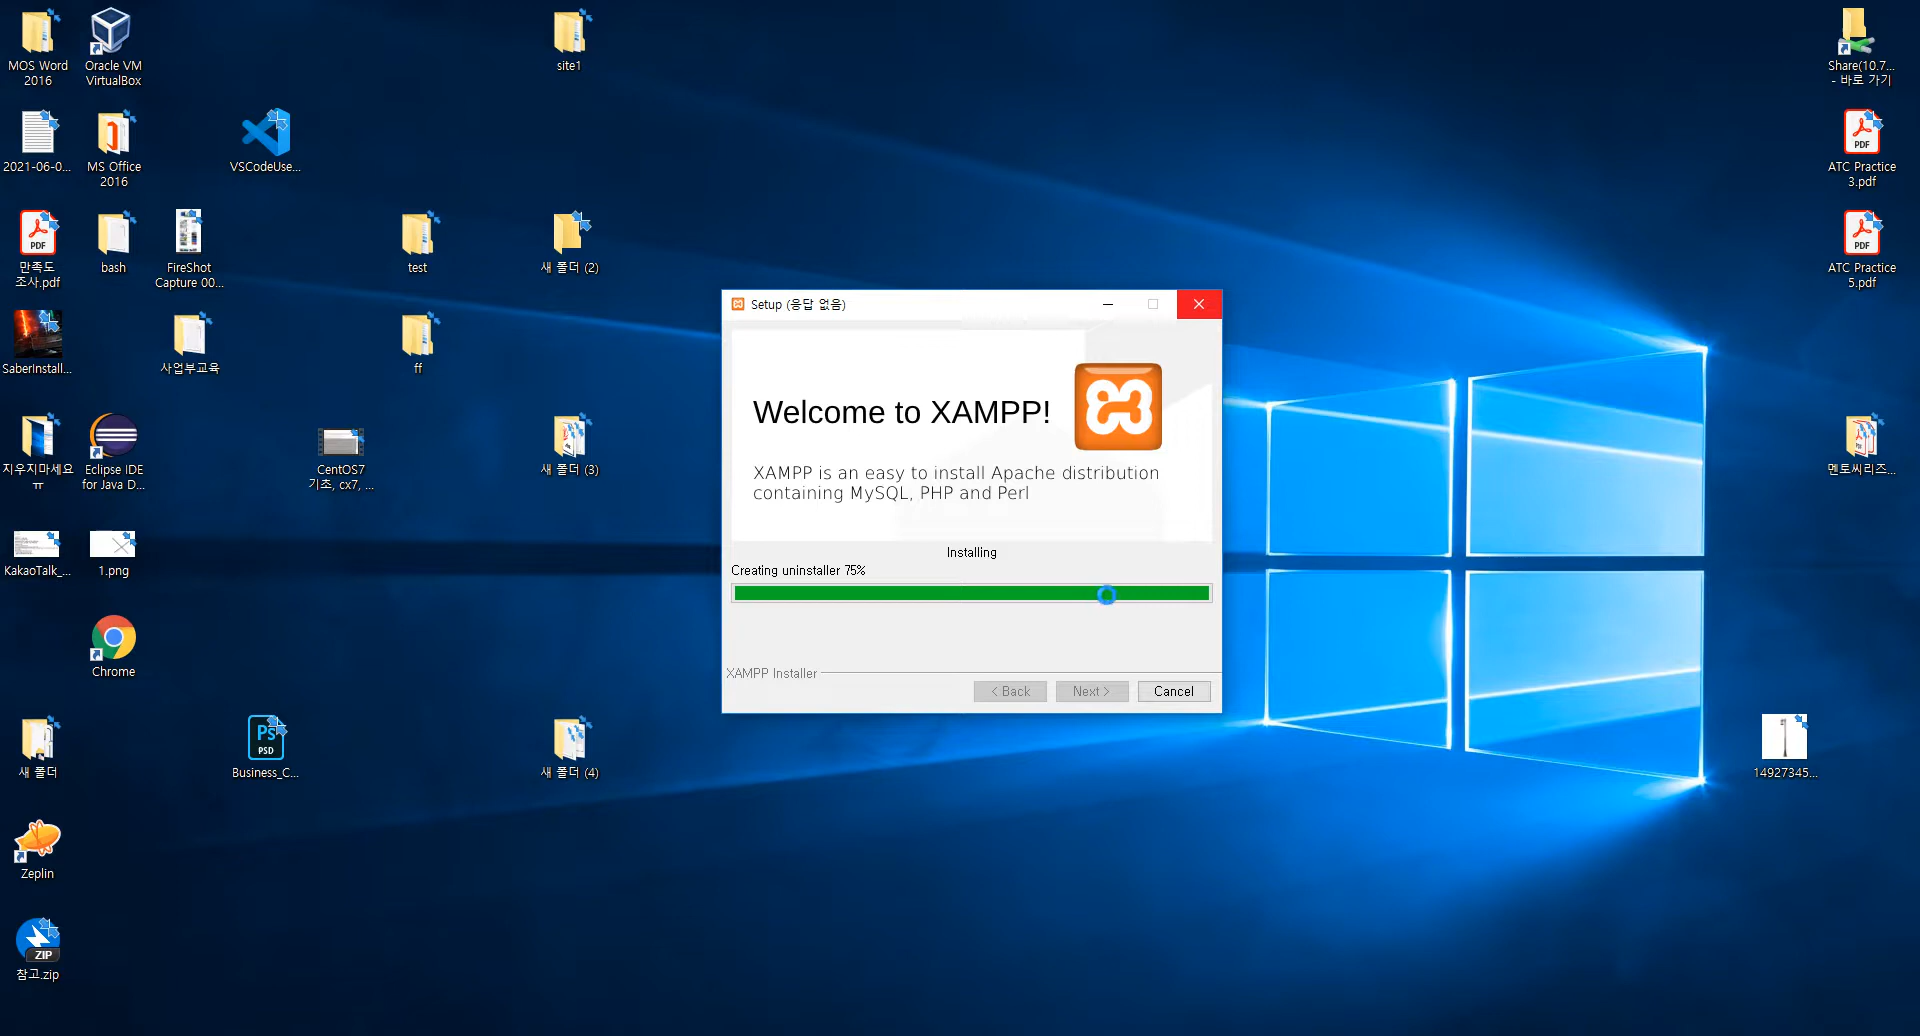 MOS Word
2016
Oracle VM
VirtualBox
site1
Share(10.7...
- 바로 가기
2021-06-0...
MS Office
2016
VSCodeUse...
PDF
ATC Practice
3.pdf
PDF
만족도
조사.pdf
bash
FireShot
Capture 00...
test
새 폴더 (2)
PDF
ATC Practice
5.pdf
SaberInstall...
사업부교육
ff
지우지마세요
ㅠ
Eclipse IDE
for Java D...
CentOS7
기초, cx7, ...
새 폴더 (3)
멘토씨리즈...
KakaoTalk_...
1.png
Chrome
새 폴더
Ps
PSD
Business_C...
새 폴더 (4)
14927345...
Zeplin
ZIP
참고.zip
Setup (응답 없음)
Welcome to XAMPP!
XAMPP is an easy to install Apache distribution
containing MySQL, PHP and Perl
Installing
Creating uninstaller 75%
XAMPP Installer
< Back
Next >
Cancel